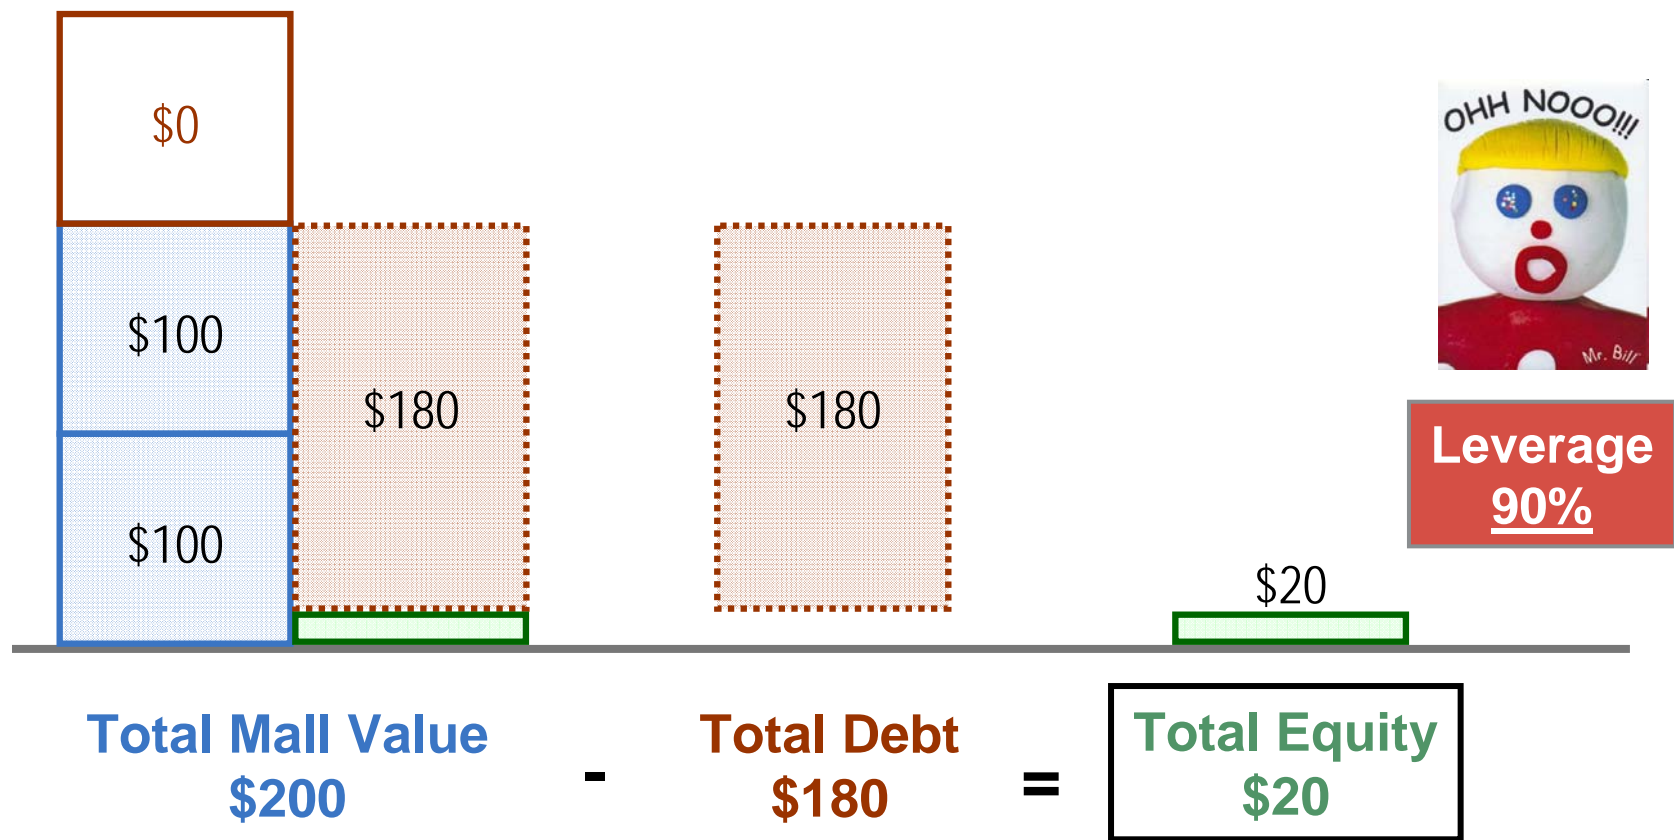 $0
OHH NOOO!!!
$100
$180
$180
Mr. Bill
Leverage
90%
$100
$20
Total Mall Value
$200
-
Total Debt
$180
=
Total Equity
$20